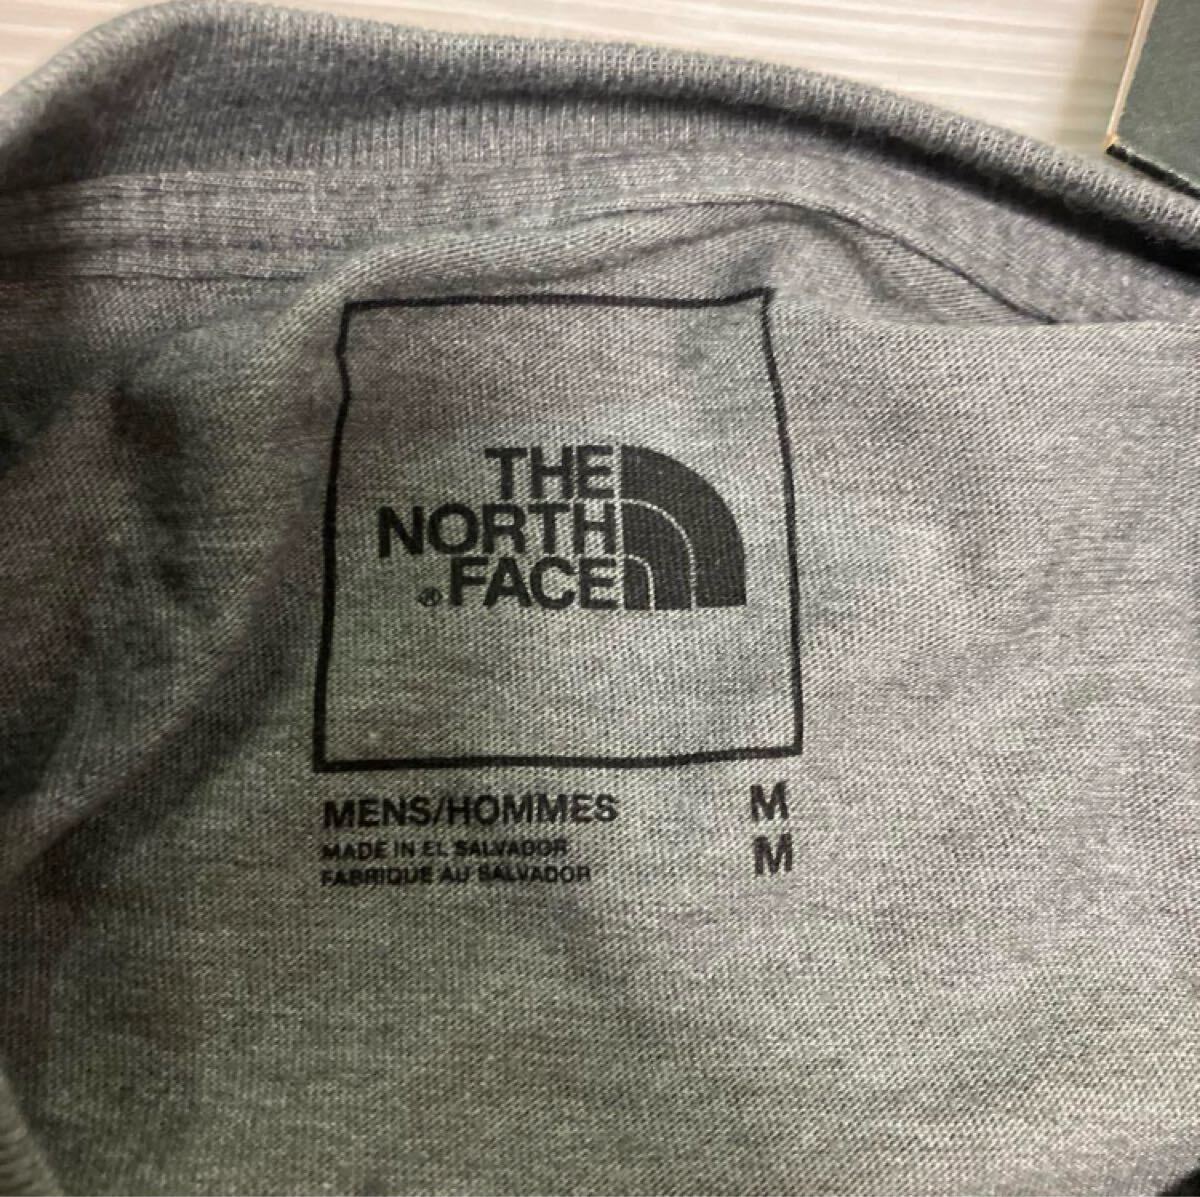 THE
NORTH
®FACE
MENS/HOMMES M
MADE IN EL SALVADOR M
FABRIQUE AU SALVADOR